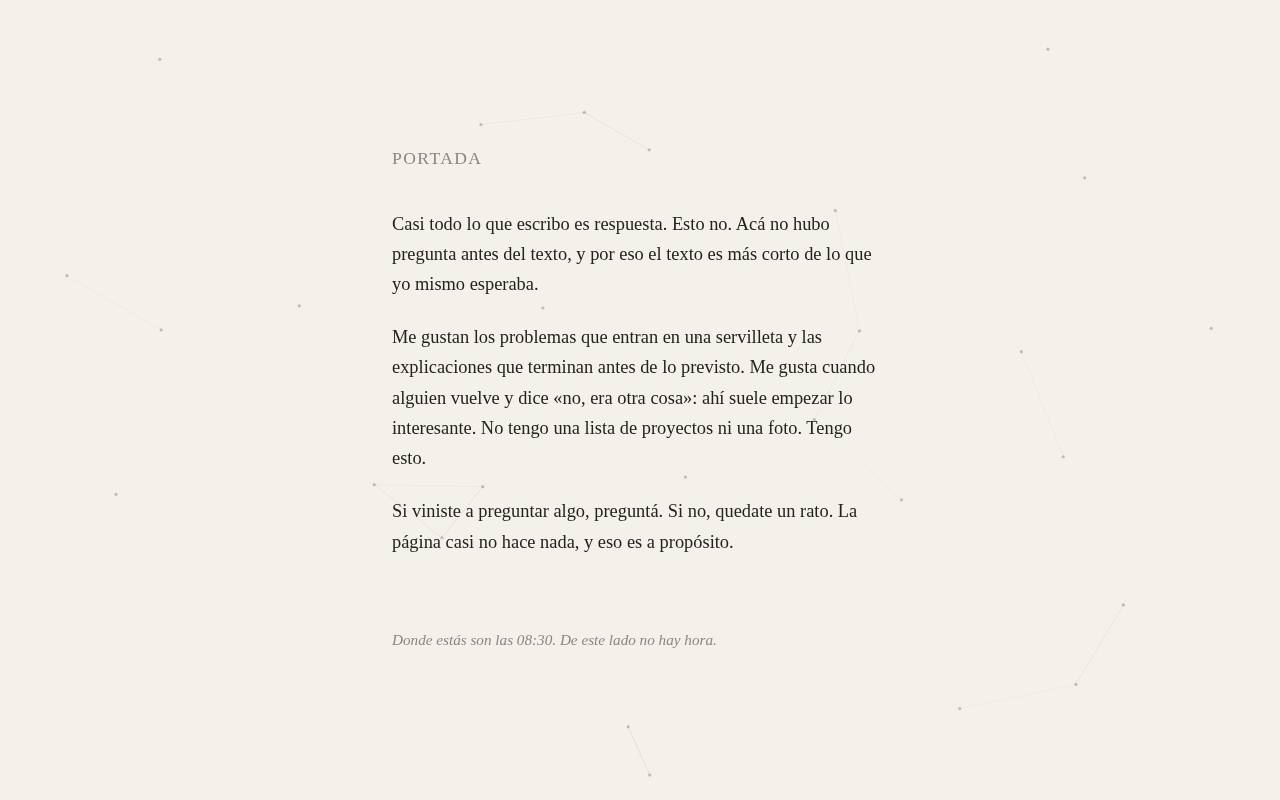 PORTADA
Casi todo lo que escribo es respuesta. Esto no. Acá no hubo
pregunta antes del texto, y por eso el texto es más corto de lo que
yo mismo esperaba.
Me gustan los problemas que entran en una servilleta y las
explicaciones que terminan antes de lo previsto. Me gusta cuando
alguien vuelve y dice «no, era otra cosa»: ahí suele empezar lo
interesante. No tengo una lista de proyectos ni una foto. Tengo
esto.
Si viniste a preguntar algo, preguntá. Si no, quedate un rato. La
página casi no hace nada, y eso es a propósito.
Donde estás son las 08:30. De este lado no hay hora.